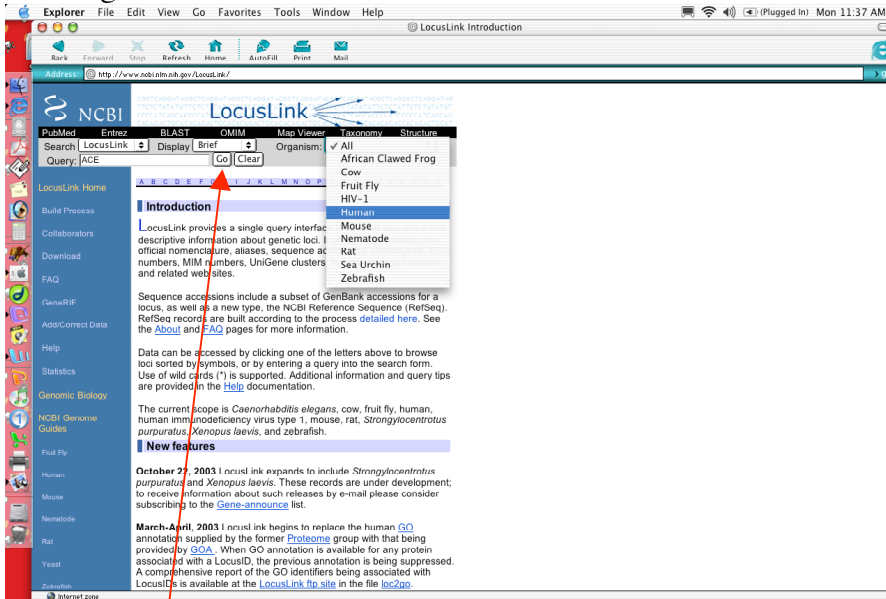 Explorer File Edit View Go Favorites Tools Window Help (Plugged In) Mon 11:37 AM
LocusLink Introduction
Back Forward Stop Refresh Home AutoFill Print Mail
Address: http://www.ncbi.nlm.nih.gov/LocusLink/
NCBI LocusLink
PubMed Entrez BLAST OMIM Map Viewer Taxonomy Structure
Search LocusLink Display Brief Organism: ✓ All
Query: ACE Go Clear
African Clawed Frog
Cow
Fruit Fly
HIV-1
Human
Mouse
Nematode
Rat
Sea Urchin
Zebrafish
LocusLink Home
Build Process
Collaborators
Download
FAQ
GeneRIF
Add/Correct Data
Help
Statistics
Genomic Biology
NCBI Genome
Guides
Fruit Fly
Human
Mouse
Nematode
Rat
Yeast
Zebrafish
A B C D E F G I J K L M N O P
Introduction
LocusLink provides a single query interfac
descriptive information about genetic loci. I
official nomenclature, aliases, sequence ac
numbers, MIM numbers, UniGene clusters
and related web sites.
Sequence accessions include a subset of GenBank accessions for a
locus, as well as a new type, the NCBI Reference Sequence (RefSeq).
RefSeq records are built according to the process detailed here. See
the About and FAQ pages for more information.
Data can be accessed by clicking one of the letters above to browse
loci sorted by symbols, or by entering a query into the search form.
Use of wild cards (*) is supported. Additional information and query tips
are provided in the Help documentation.
The current scope is Caenorhabditis elegans, cow, fruit fly, human,
human immunodeficiency virus type 1, mouse, rat, Strongylocentrotus
purpuratus, Xenopus laevis, and zebrafish.
New features
October 22, 2003 LocusLink expands to include Strongylocentrotus
purpuratus and Xenopus laevis. These records are under development;
to receive information about such releases by e-mail please consider
subscribing to the Gene-announce list.
March-April, 2003 LocusLink begins to replace the human GO
annotation supplied by the former Proteome group with that being
provided by GOA . When GO annotation is available for any protein
associated with a LocusID, the previous annotation is being suppressed.
A comprehensive report of the GO identifiers being associated with
LocusIDs is available at the LocusLink ftp site in the file loc2go.
Internet zone